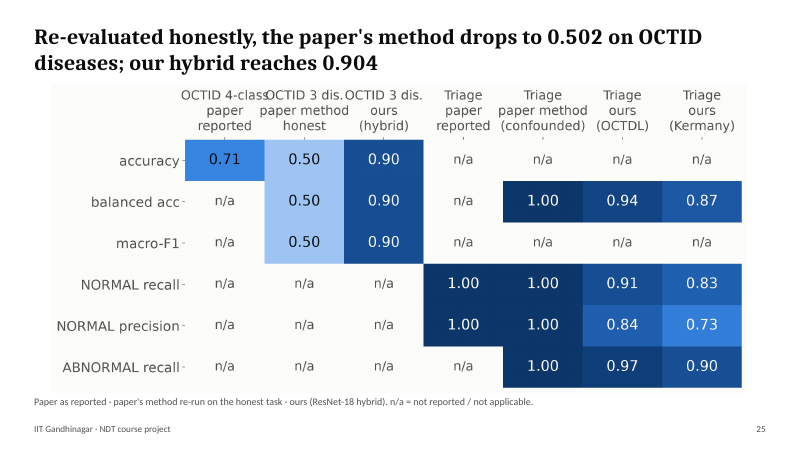 Re-evaluated honestly, the paper's method drops to 0.502 on OCTID
diseases; our hybrid reaches 0.904
OCTID 4-class OCTID 3 dis. OCTID 3 dis. Triage Triage Triage Triage
paper paper method ours paper paper method ours ours
reported honest (hybrid) reported (confounded) (OCTDL) (Kermany)
accuracy 0.71 0.50 0.90 n/a n/a n/a n/a
balanced acc n/a 0.50 0.90 n/a 1.00 0.94 0.87
macro-F1 n/a 0.50 0.90 n/a n/a n/a n/a
NORMAL recall n/a n/a n/a 1.00 1.00 0.91 0.83
NORMAL precision n/a n/a n/a 1.00 1.00 0.84 0.73
ABNORMAL recall n/a n/a n/a n/a 1.00 0.97 0.90
Paper as reported · paper's method re-run on the honest task · ours (ResNet-18 hybrid). n/a = not reported / not applicable.
IIT Gandhinagar · NDT course project 25